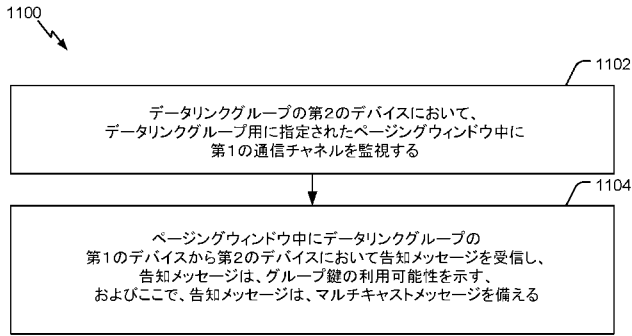 1100
1102
データリンクグループの第2のデバイスにおいて、
データリンクグループ用に指定されたページングウィンドウ中に
第1の通信チャネルを監視する
1104
ページングウィンドウ中にデータリンクグループの
第1のデバイスから第2のデバイスにおいて告知メッセージを受信し、
告知メッセージは、グループ鍵の利用可能性を示す、
およびここで、告知メッセージは、マルチキャストメッセージを備える